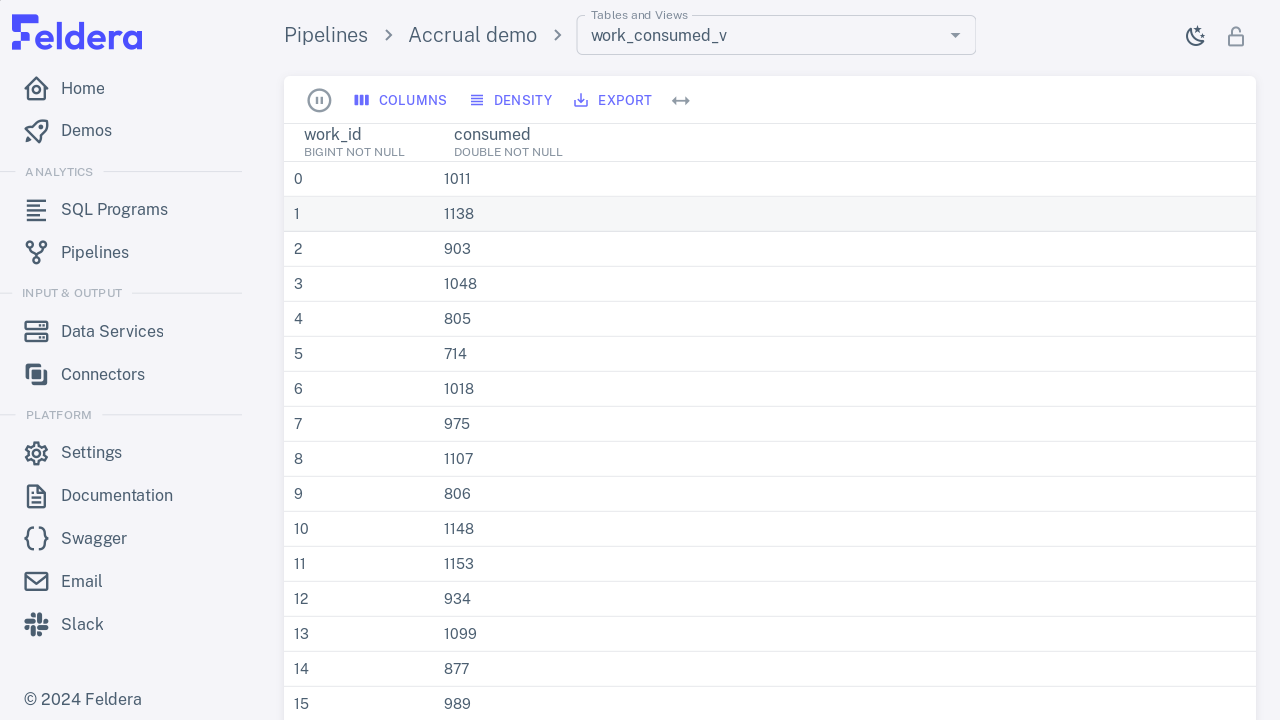 Feldera
Home
Demos
ANALYTICS
SQL Programs
Pipelines
INPUT & OUTPUT
Data Services
Connectors
PLATFORM
Settings
Documentation
Swagger
Email
Slack
© 2024 Feldera
Pipelines
Accrual demo
Tables and Views
work_consumed_v
COLUMNS DENSITY EXPORT
work_id consumed
BIGINT NOT NULL DOUBLE NOT NULL
0 1011
1 1138
2 903
3 1048
4 805
5 714
6 1018
7 975
8 1107
9 806
10 1148
11 1153
12 934
13 1099
14 877
15 989